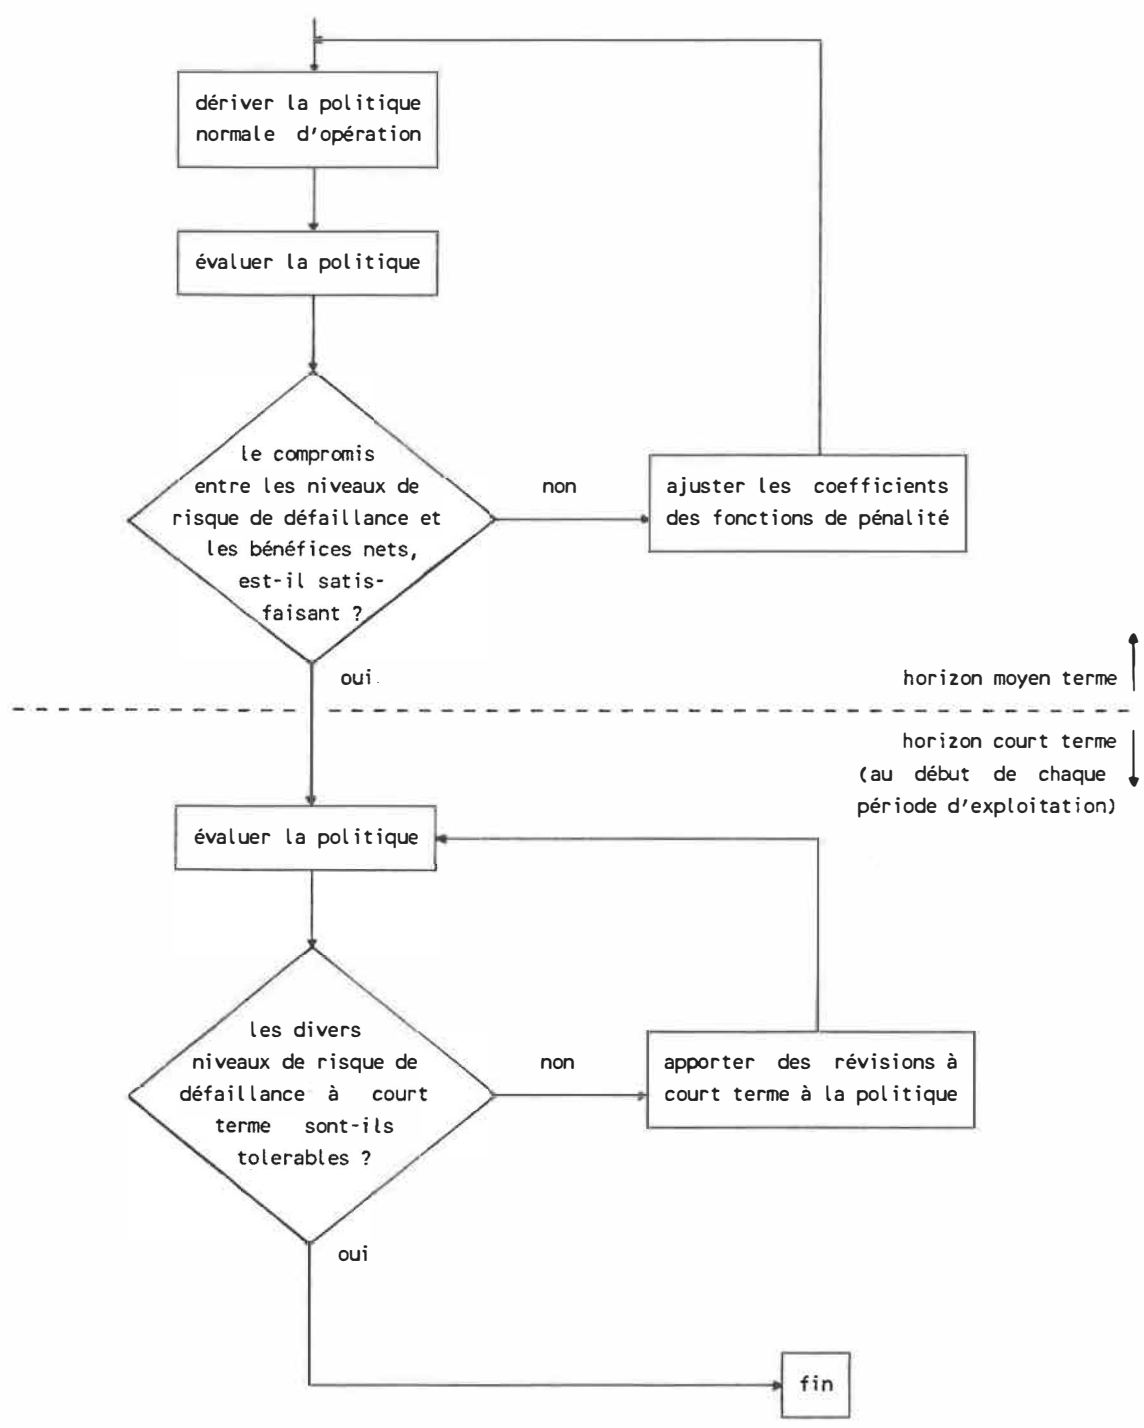 dériver la politique
normale d'opération
évaluer la politique
le compromis
entre les niveaux de
risque de défaillance et
les bénéfices nets,
est-il satis-
faisant ?
non
ajuster les coefficients
des fonctions de pénalité
oui
horizon moyen terme
horizon court terme
(au début de chaque
période d'exploitation)
évaluer la politique
les divers
niveaux de risque de
défaillance à court
terme sont-ils
tolerables ?
non
apporter des révisions à
court terme à la politique
oui
fin